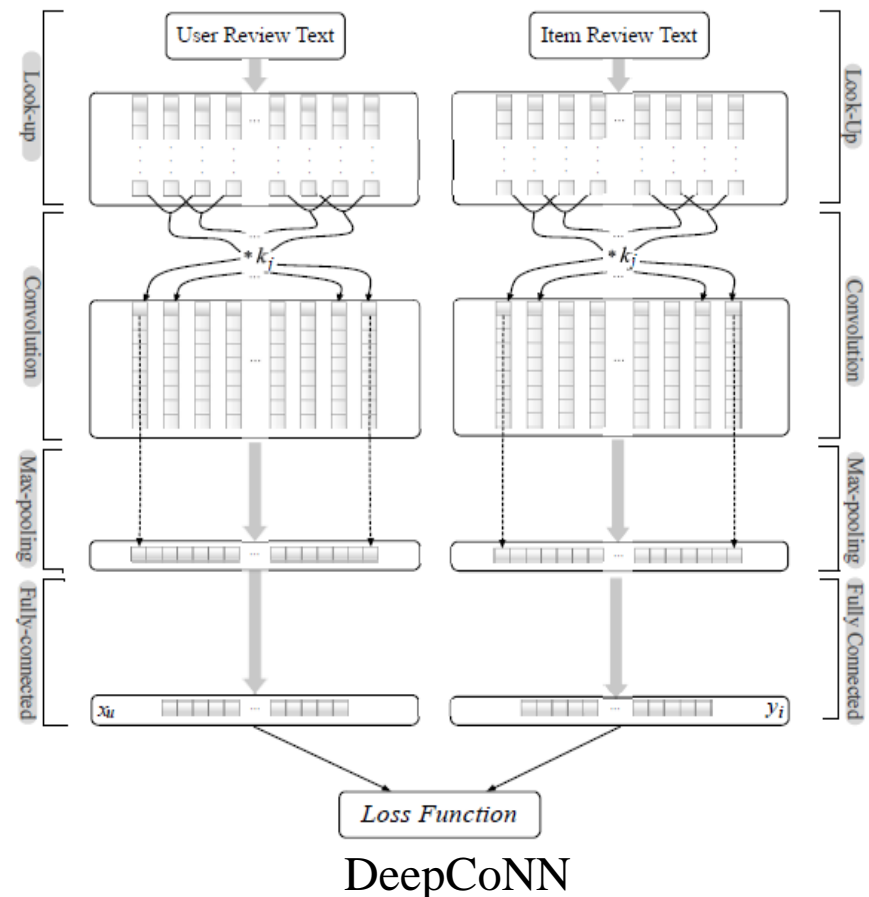 User Review Text
Item Review Text
Look-up
Look-Up
...
...
...
...
* k_j
* k_j
...
...
Convolution
Convolution
...
...
Max-pooling
Max-pooling
...
...
Fully-connected
Fully Connected
x_u
...
...
y_i
Loss Function
DeepCoNN